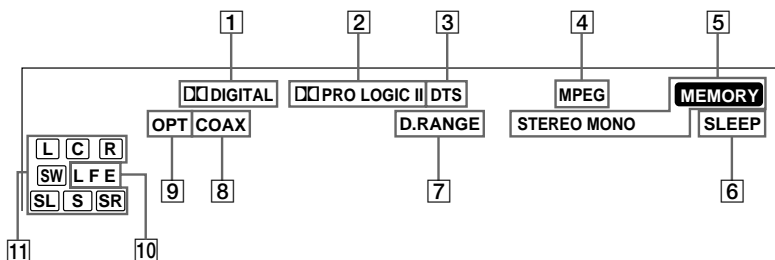 1 2 3 4 5
DIGITAL PRO LOGIC II DTS MPEG MEMORY
OPT COAX D.RANGE STEREO MONO SLEEP
L C R
SW L F E
SL S SR
9 8 7 6
11 10